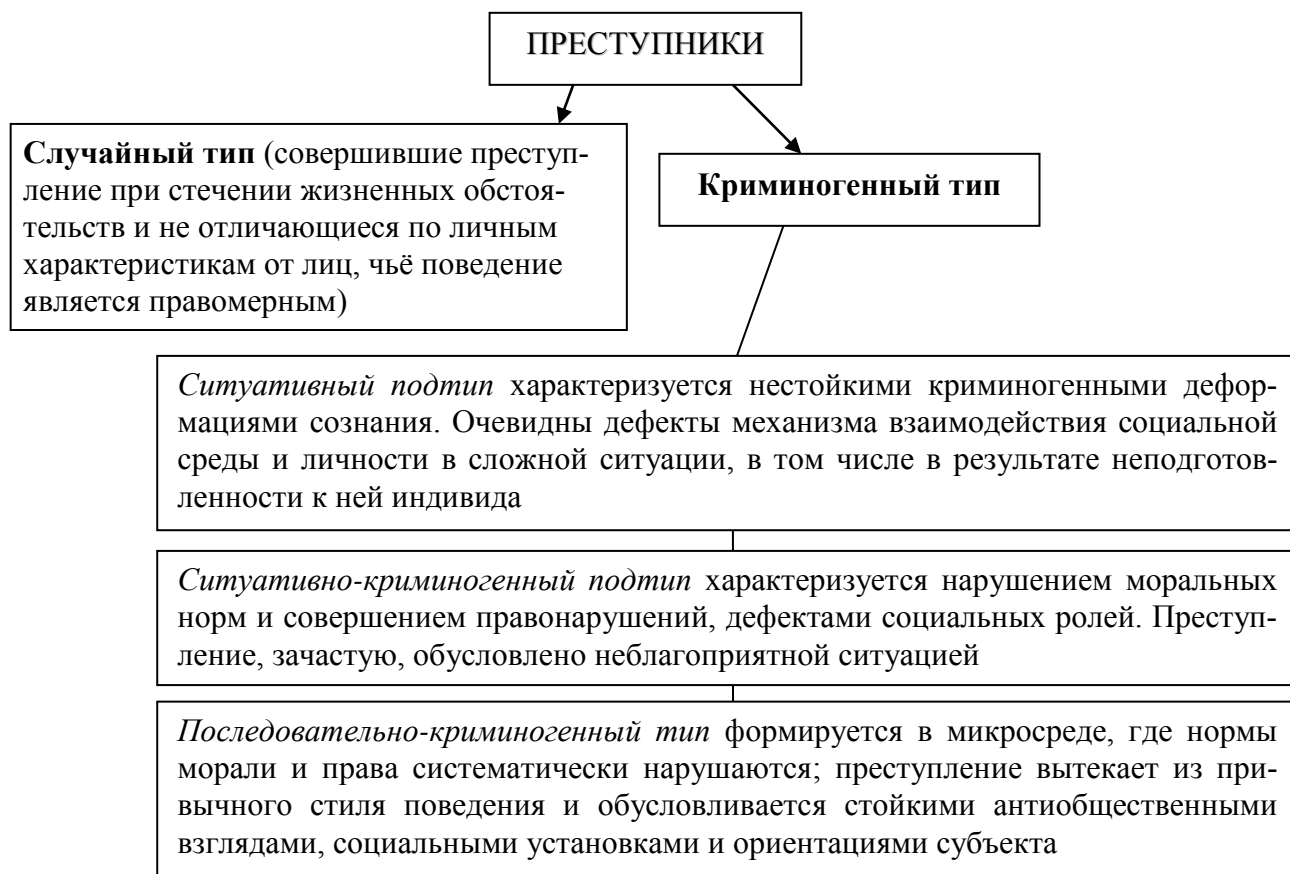 ПРЕСТУПНИКИ
Случайный тип (совершившие преступ-
ление при стечении жизненных обстоя-
тельств и не отличающиеся по личным
характеристикам от лиц, чьё поведение
является правомерным)
Криминогенный тип
Ситуативный подтип характеризуется нестойкими криминогенными дефор-
мациями сознания. Очевидны дефекты механизма взаимодействия социальной
среды и личности в сложной ситуации, в том числе в результате неподготов-
ленности к ней индивида
Ситуативно-криминогенный подтип характеризуется нарушением моральных
норм и совершением правонарушений, дефектами социальных ролей. Преступ-
ление, зачастую, обусловлено неблагоприятной ситуацией
Последовательно-криминогенный тип формируется в микросреде, где нормы
морали и права систематически нарушаются; преступление вытекает из при-
вычного стиля поведения и обусловливается стойкими антиобщественными
взглядами, социальными установками и ориентациями субъекта